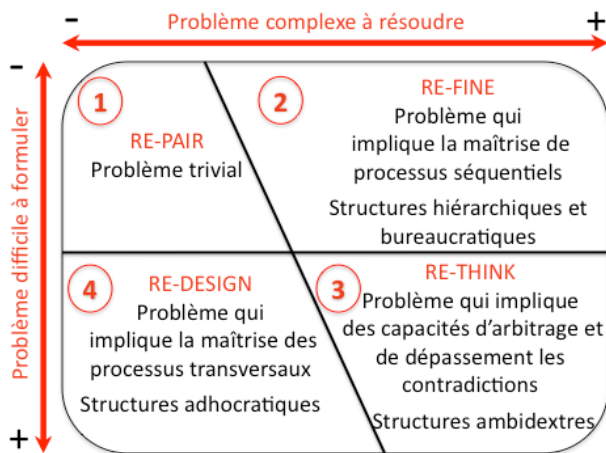 - Problème complexe à résoudre +
- Problème difficile à formuler +
1
RE-PAIR
Problème trivial
2
RE-FINE
Problème qui
implique la maîtrise de
processus séquentiels
Structures hiérarchiques et
bureaucratiques
4
RE-DESIGN
Problème qui
implique la maîtrise des
processus transversaux
Structures adhocratiques
3
RE-THINK
Problème qui implique
des capacités d'arbitrage et
de dépassement les
contradictions
Structures ambidextres